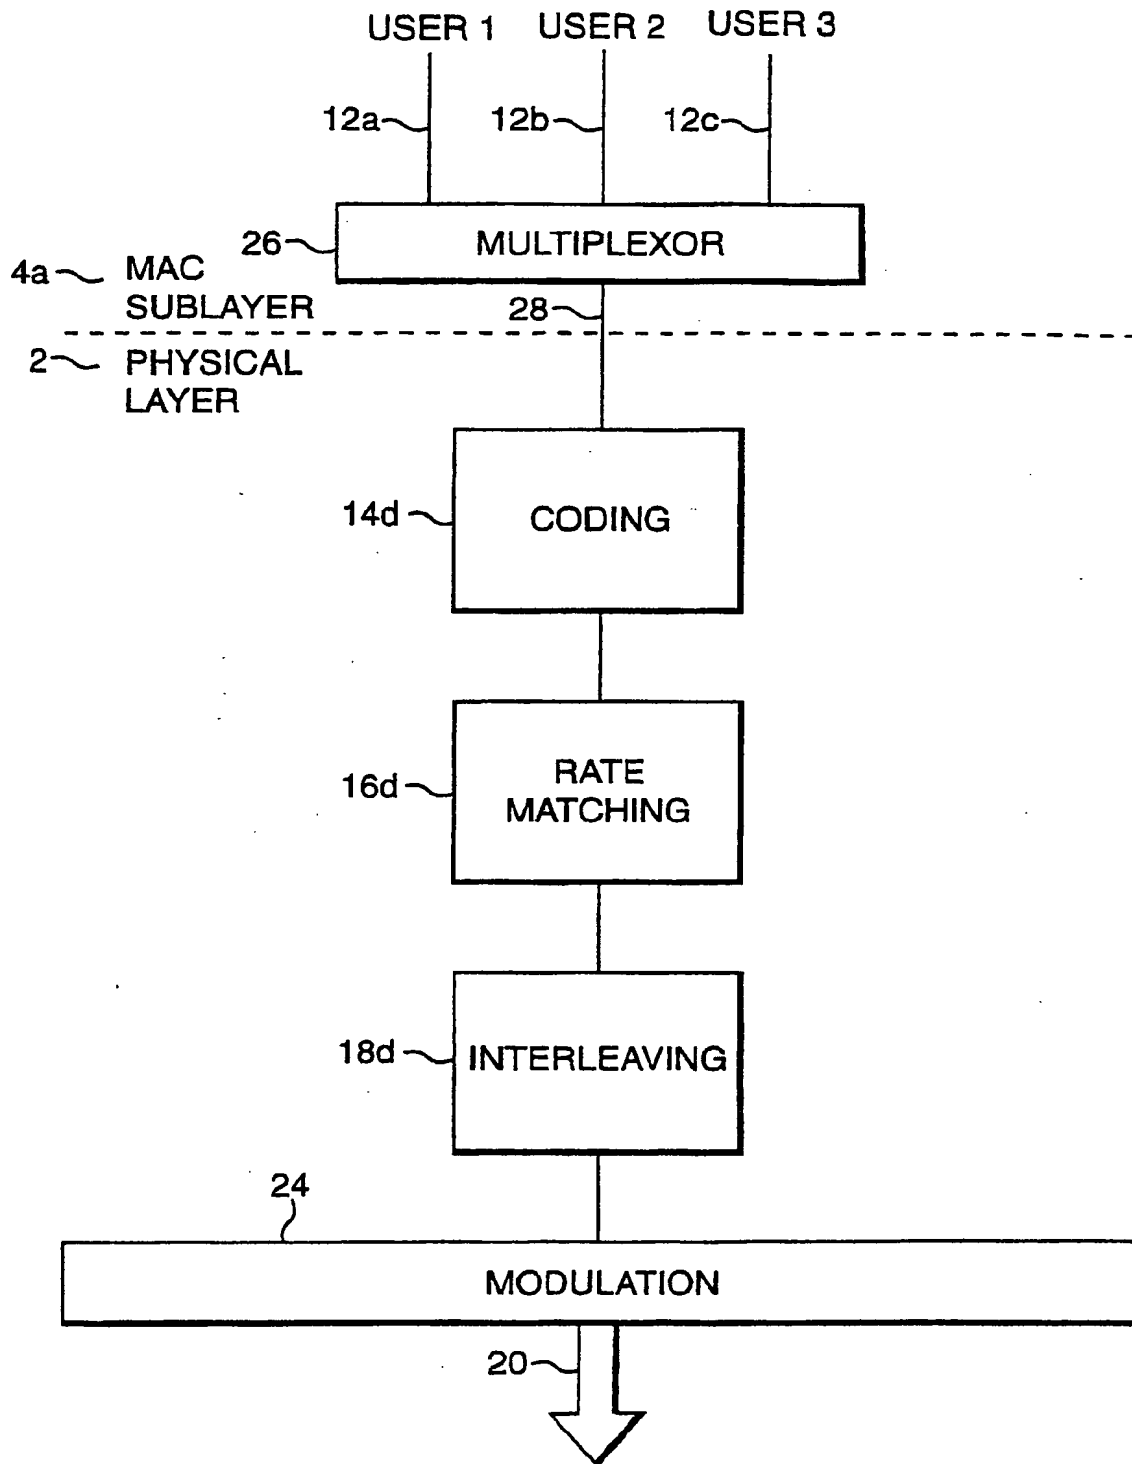 USER 1 USER 2 USER 3
12a 12b 12c
26 MULTIPLEXOR
4a MAC
SUBLAYER
28
2 PHYSICAL
LAYER
14d CODING
16d RATE
MATCHING
18d INTERLEAVING
24
MODULATION
20